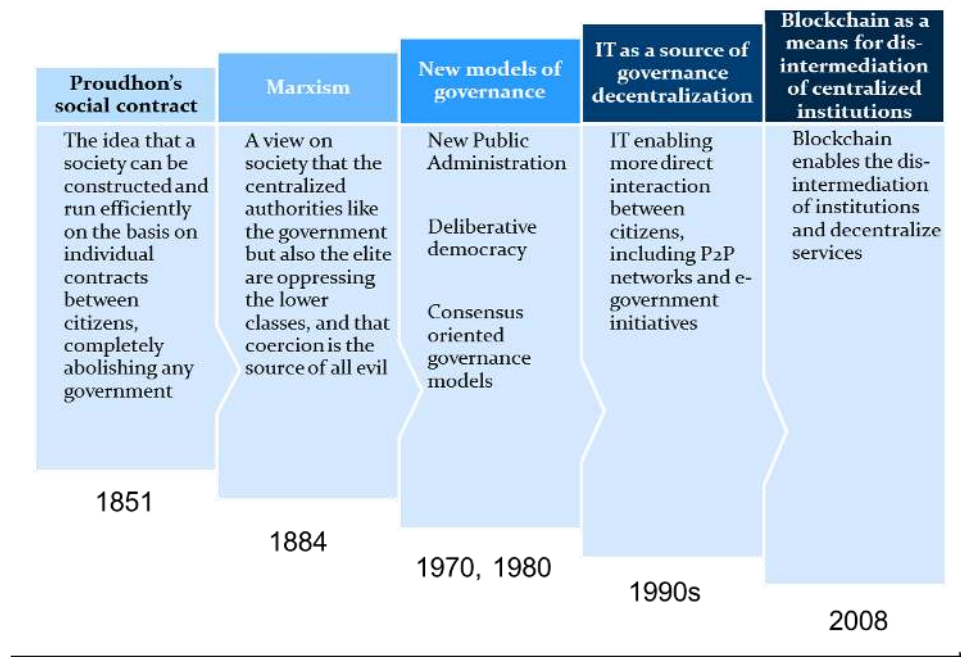 Proudhon's
social contract
The idea that a
society can be
constructed and
run efficiently
on the basis on
individual
contracts
between
citizens,
completely
abolishing any
government
1851
Marxism
A view on
society that the
centralized
authorities like
the government
but also the elite
are oppressing
the lower
classes, and that
coercion is the
source of all evil
1884
New models of
governance
New Public
Administration
Deliberative
democracy
Consensus
oriented
governance
models
1970, 1980
IT as a source of
governance
decentralization
IT enabling
more direct
interaction
between
citizens,
including P2P
networks and e-
government
initiatives
1990s
Blockchain as a
means for dis-
intermediation
of centralized
institutions
Blockchain
enables the dis-
intermediation
of institutions
and decentralize
services
2008